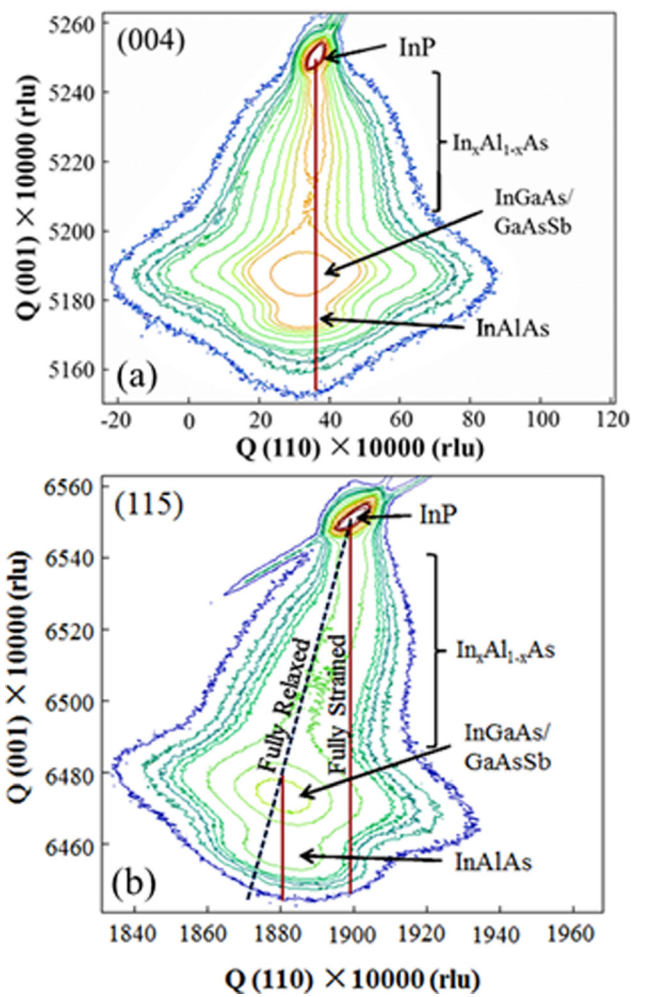 (004)
InP
InₓAl₁₋ₓAs
InGaAs/
GaAsSb
InAlAs
(a)
5260
5240
5220
5200
5180
5160
Q (001) ×10000 (rlu)
-20 0 20 40 60 80 100 120
Q (110) ×10000 (rlu)
(115)
InP
InₓAl₁₋ₓAs
Fully Relaxed
Fully Strained
InGaAs/
GaAsSb
InAlAs
(b)
6560
6540
6520
6500
6480
6460
Q (001) ×10000 (rlu)
1840 1860 1880 1900 1920 1940 1960
Q (110) ×10000 (rlu)